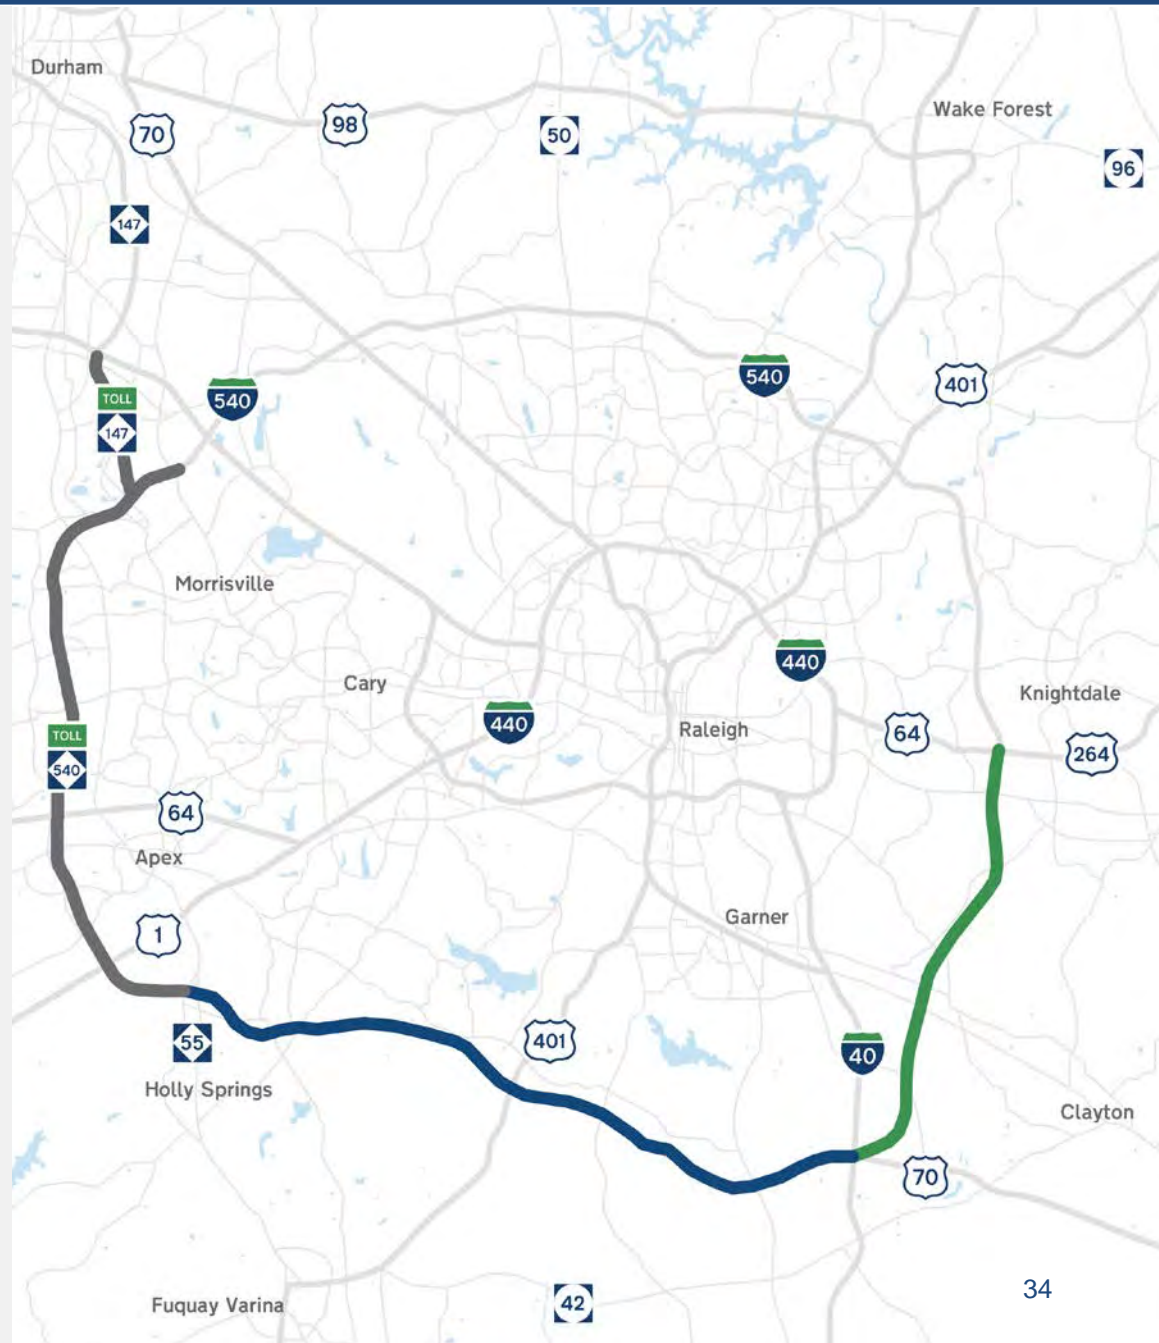 Durham
70
98
50
Wake Forest
96
147
TOLL
147
540
540
401
Morrisville
Cary
440
440
Raleigh
Knightdale
64
264
TOLL
540
64
Apex
1
Garner
55
401
40
Holly Springs
Clayton
70
Fuquay Varina
42
34